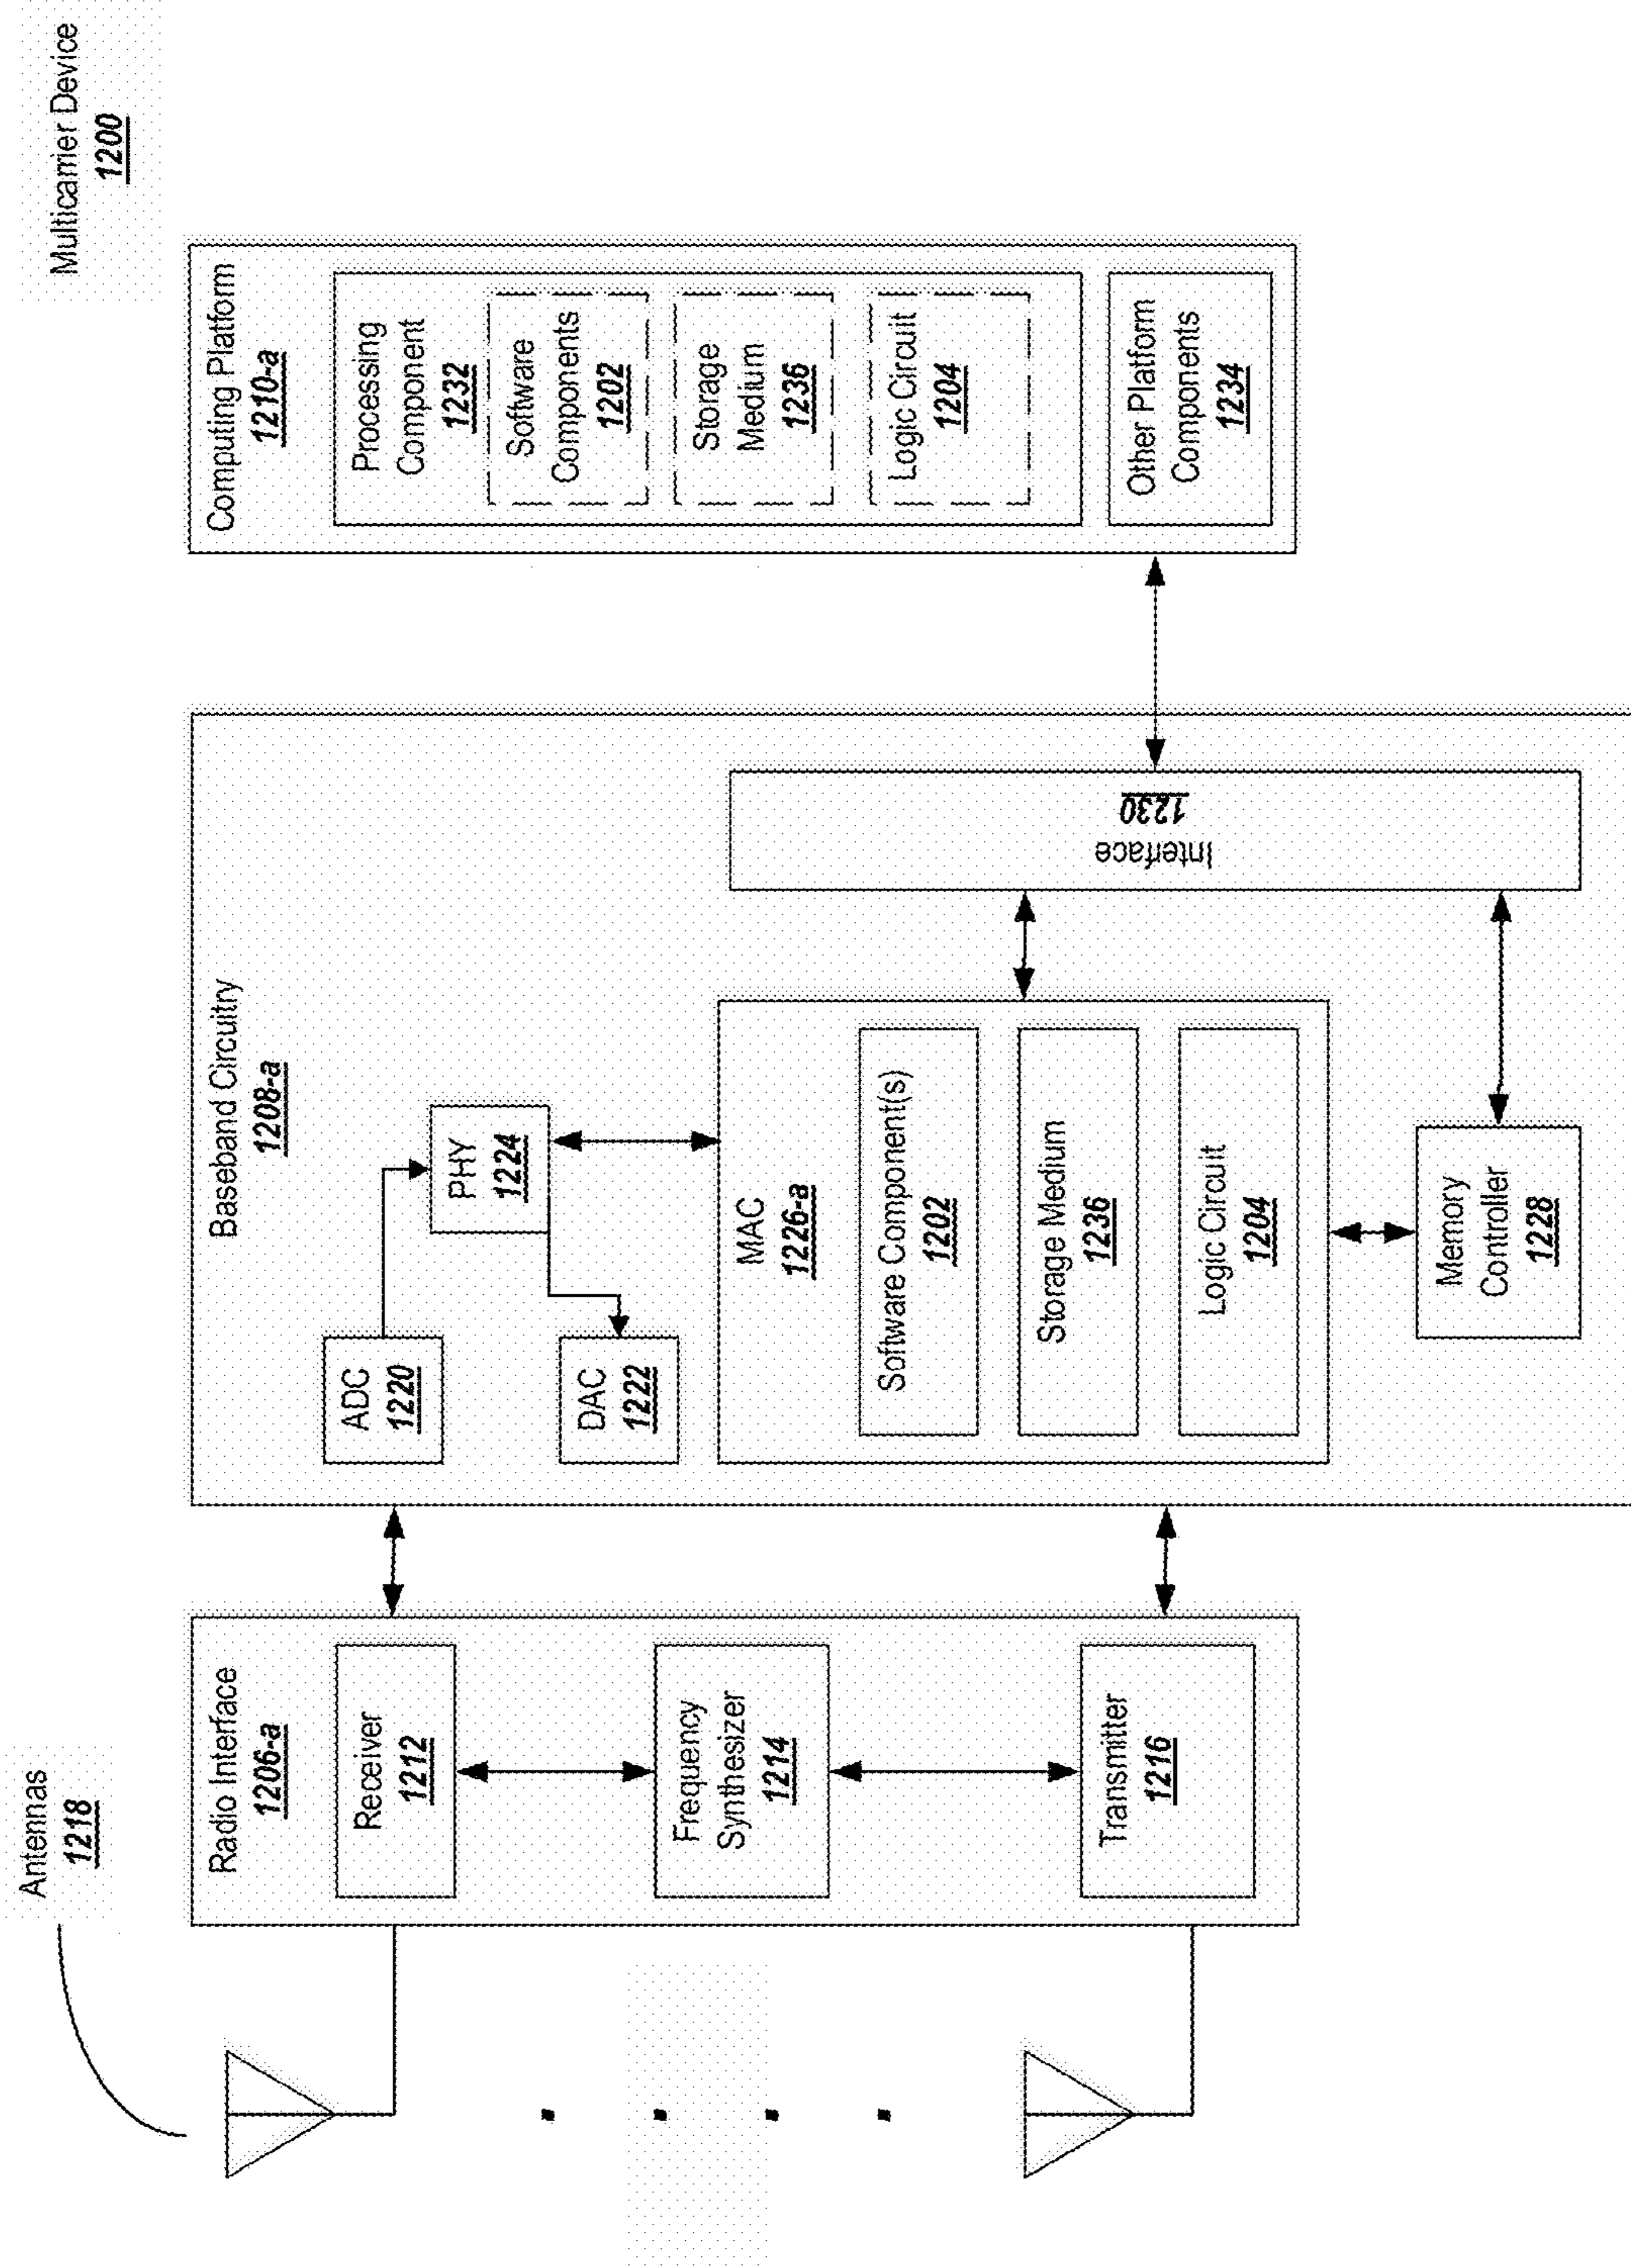 Multicarrier Device
1200
Antennas
1218
Radio Interface
1206-a
Receiver
1212
Frequency
Synthesizer
1214
Transmitter
1216
Baseband Circuitry
1208-a
ADC
1220
PHY
1224
DAC
1222
MAC
1226-a
Software Component(s)
1202
Storage Medium
1236
Logic Circuit
1204
Memory
Controller
1228
Interface
1230
Computing Platform
1210-a
Processing
Component
1232
Software
Components
1202
Storage
Medium
1236
Logic Circuit
1204
Other Platform
Components
1234